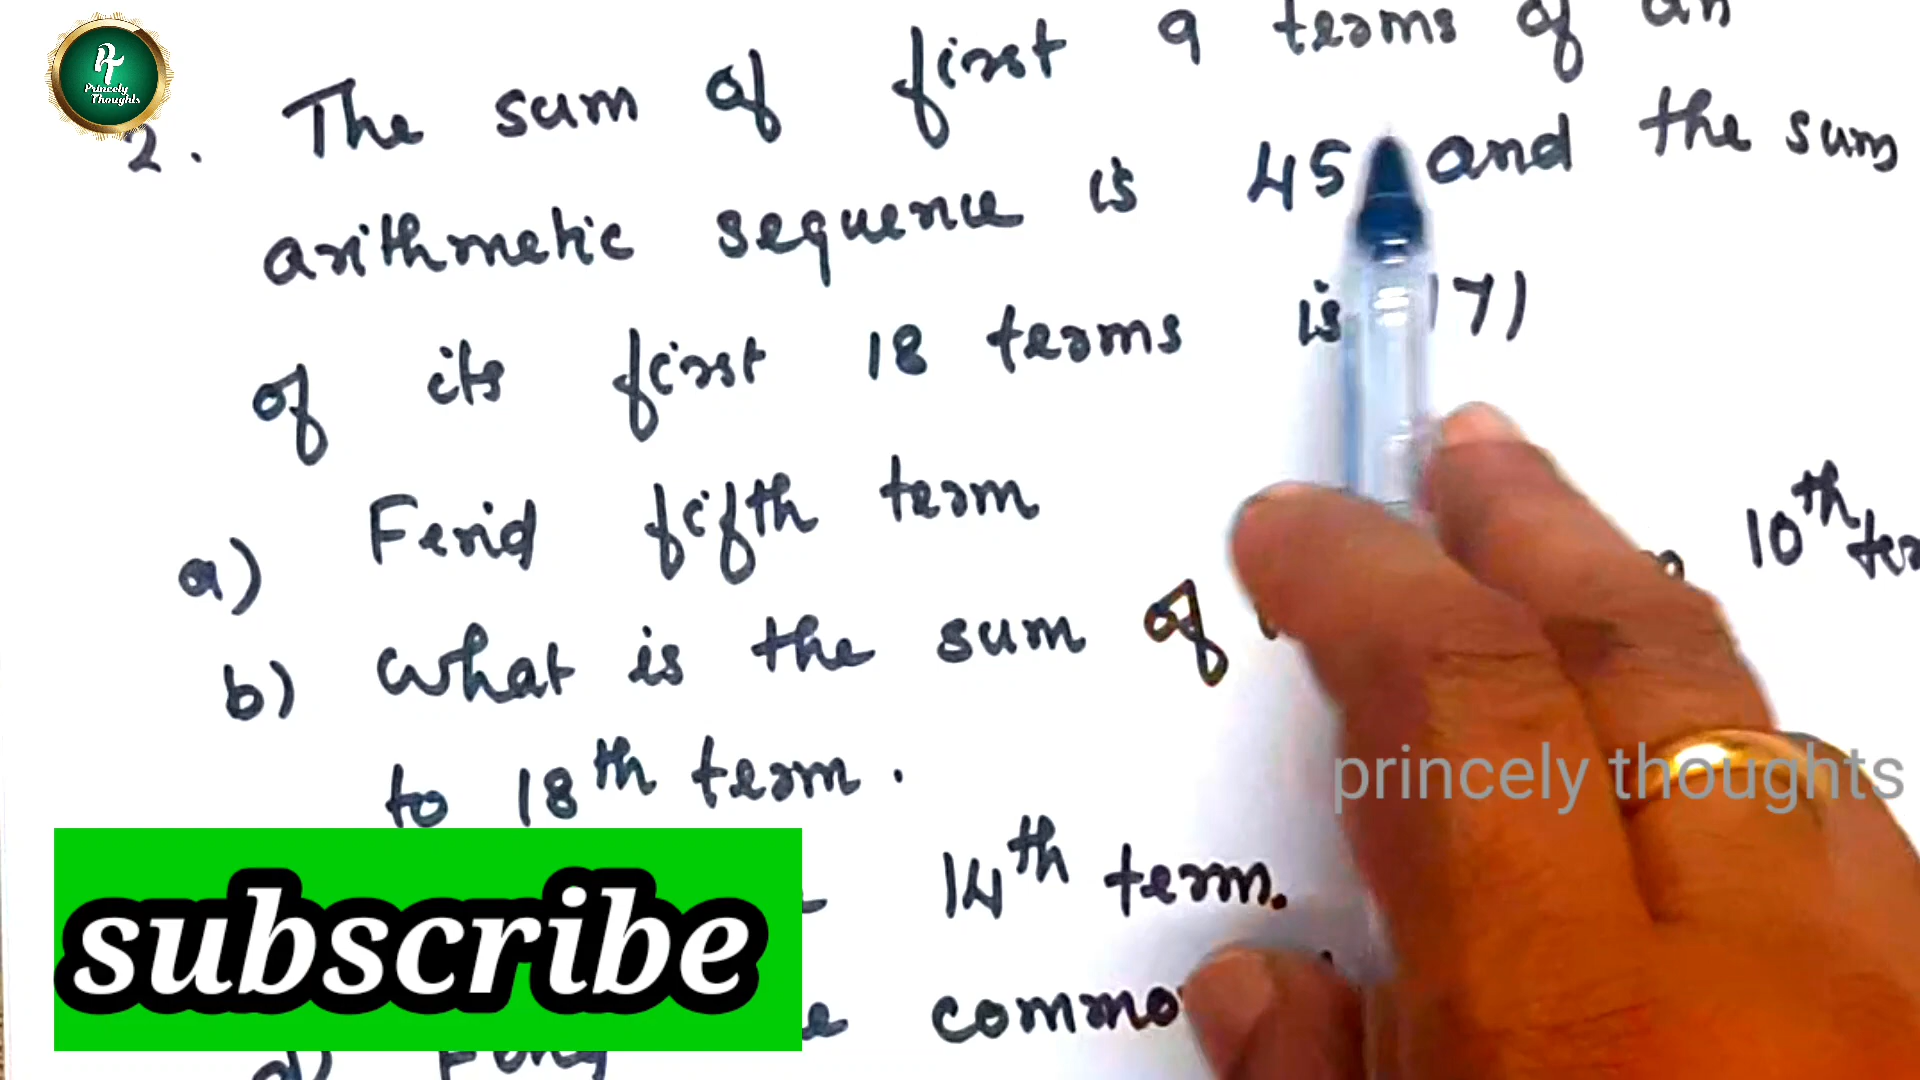 PT
Princely
Thoughts
2. The sum of first 9 terms of an
arithmetic sequence is 45 and the sum
of its first 18 terms is 171
a) Find fifth term
b) What is the sum of 10th
to 18th term.
14th term.
d) Find
princely thoughts
subscribe